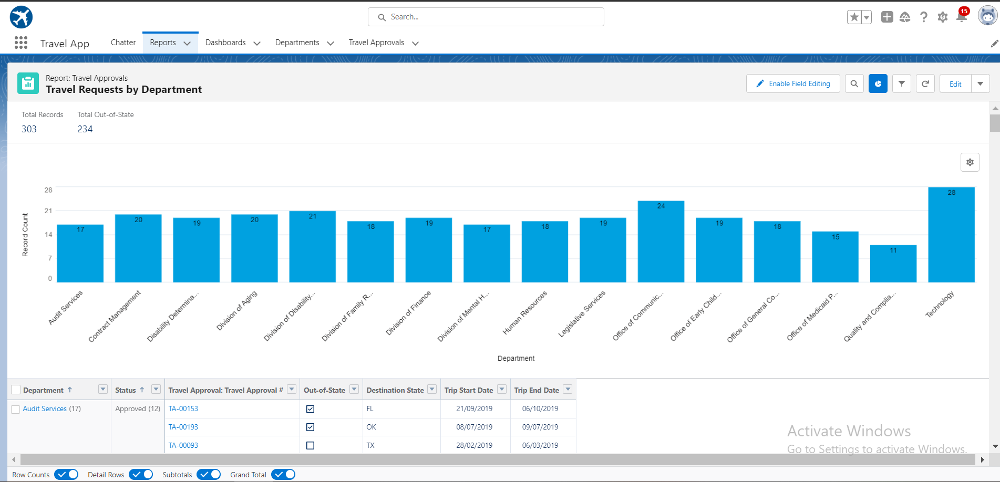 Search...
15
Travel App
Chatter
Reports
Dashboards
Departments
Travel Approvals
Report: Travel Approvals
Travel Requests by Department
Enable Field Editing
Edit
Total Records
Total Out-of-State
303
234
28
21
14
7
0
Record Count
17
20
19
20
21
18
19
17
18
19
24
19
18
15
11
28
Audit Services
Contract Management
Disability Determina...
Division of Aging
Division of Disability...
Division of Family R...
Division of Finance
Division of Mental H...
Human Resources
Legislative Services
Office of Communic...
Office of Early Child...
Office of General Co...
Office of Medicaid P...
Quality and Complia...
Technology
Department
Department ↑ Status ↑ Travel Approval: Travel Approval # Out-of-State Destination State Trip Start Date Trip End Date
Audit Services (17) Approved (12) TA-00153 FL 21/09/2019 06/10/2019
TA-00193 OK 08/07/2019 09/07/2019
TA-00093 TX 28/02/2019 06/03/2019
Activate Windows
Go to Settings to activate Windows.
Row Counts Detail Rows Subtotals Grand Total